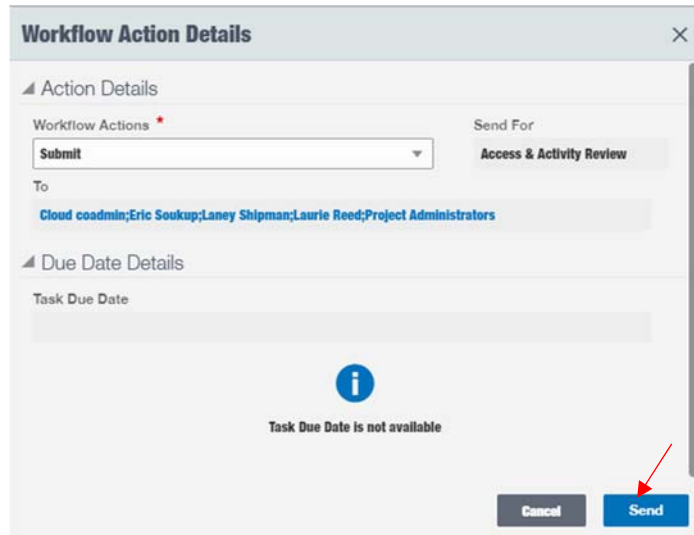 Workflow Action Details
Action Details
Workflow Actions *
Send For
Submit
Access & Activity Review
To
Cloud coadmin;Eric Soukup;Laney Shipman;Laurie Reed;Project Administrators
Due Date Details
Task Due Date
Task Due Date is not available
Cancel
Send